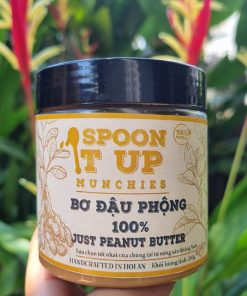 SPOON
IT UP
MUNCHIES
BƠ ĐẬU PHỘNG
100%
JUST PEANUT BUTTER
HANDCRAFTED IN HOI AN